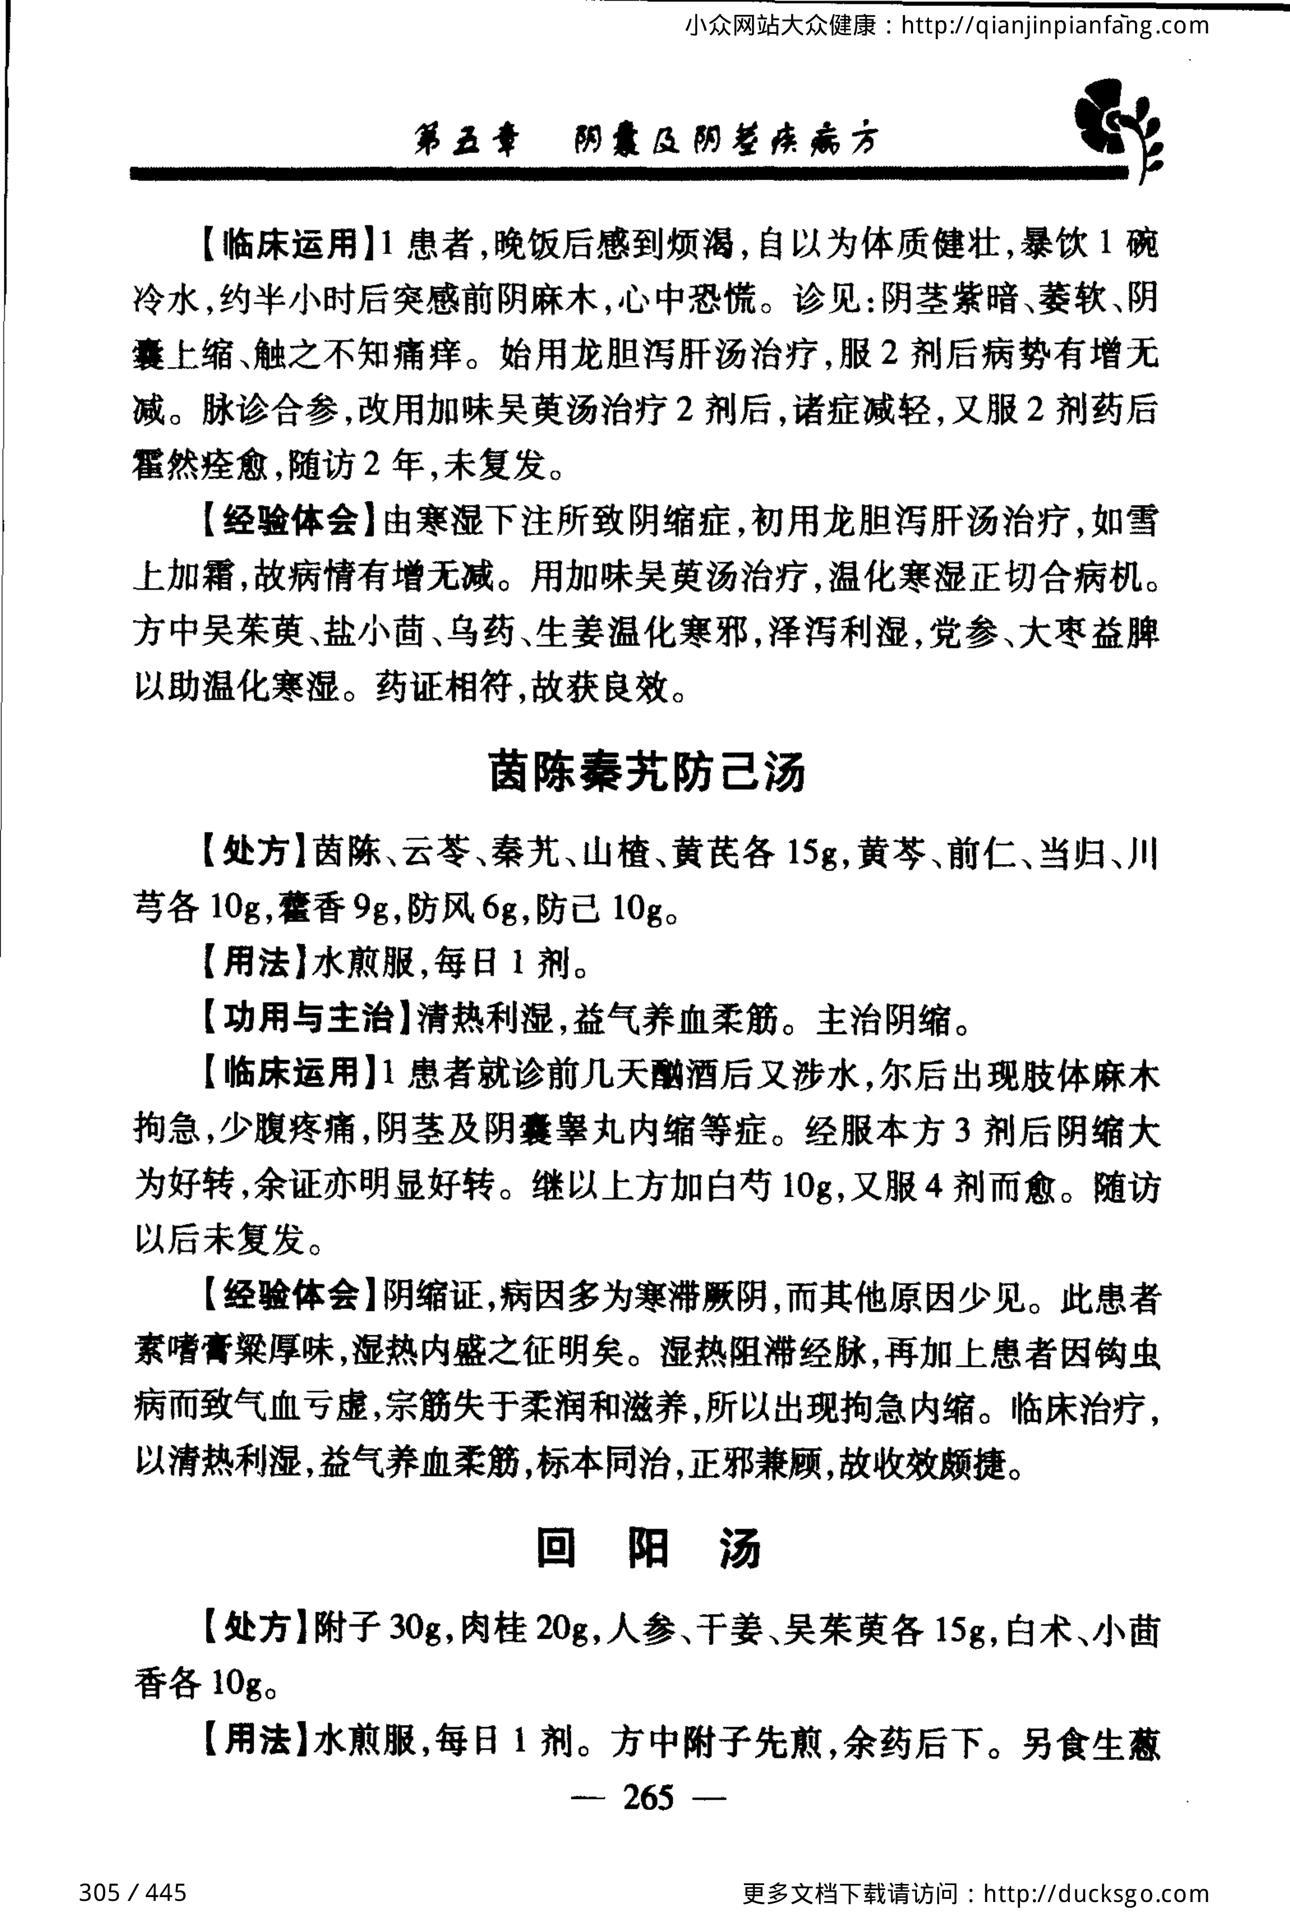 小众网站大众健康：http://qianjinpianfang.com
第五章 阴囊及阴茎疾病方
【临床运用】1 患者,晚饭后感到烦渴,自以为体质健壮,暴饮 1 碗
冷水,约半小时后突感前阴麻木,心中恐慌。诊见:阴茎紫暗、萎软、阴
囊上缩、触之不知痛痒。始用龙胆泻肝汤治疗,服 2 剂后病势有增无
减。脉诊合参,改用加味吴萸汤治疗 2 剂后,诸症减轻,又服 2 剂药后
霍然痊愈,随访 2 年,未复发。
【经验体会】由寒湿下注所致阴缩症,初用龙胆泻肝汤治疗,如雪
上加霜,故病情有增无减。用加味吴萸汤治疗,温化寒湿正切合病机。
方中吴茱萸、盐小茴、乌药、生姜温化寒邪,泽泻利湿,党参、大枣益脾
以助温化寒湿。药证相符,故获良效。
茵陈秦艽防己汤
【处方】茵陈、云苓、秦艽、山楂、黄芪各 15g,黄芩、前仁、当归、川
芎各 10g,藿香 9g,防风 6g,防己 10g。
【用法】水煎服,每日 1 剂。
【功用与主治】清热利湿,益气养血柔筋。主治阴缩。
【临床运用】1 患者就诊前几天酗酒后又涉水,尔后出现肢体麻木
拘急,少腹疼痛,阴茎及阴囊睾丸内缩等症。经服本方 3 剂后阴缩大
为好转,余证亦明显好转。继以上方加白芍 10g,又服 4 剂而愈。随访
以后未复发。
【经验体会】阴缩证,病因多为寒滞厥阴,而其他原因少见。此患者
素嗜膏粱厚味,湿热内盛之征明矣。湿热阻滞经脉,再加上患者因钩虫
病而致气血亏虚,宗筋失于柔润和滋养,所以出现拘急内缩。临床治疗,
以清热利湿,益气养血柔筋,标本同治,正邪兼顾,故收效颇捷。
回 阳 汤
【处方】附子 30g,肉桂 20g,人参、干姜、吴茱萸各 15g,白术、小茴
香各 10g。
【用法】水煎服,每日 1 剂。方中附子先煎,余药后下。另食生葱
— 265 —
305 / 445
更多文档下载请访问：http://ducksgo.com